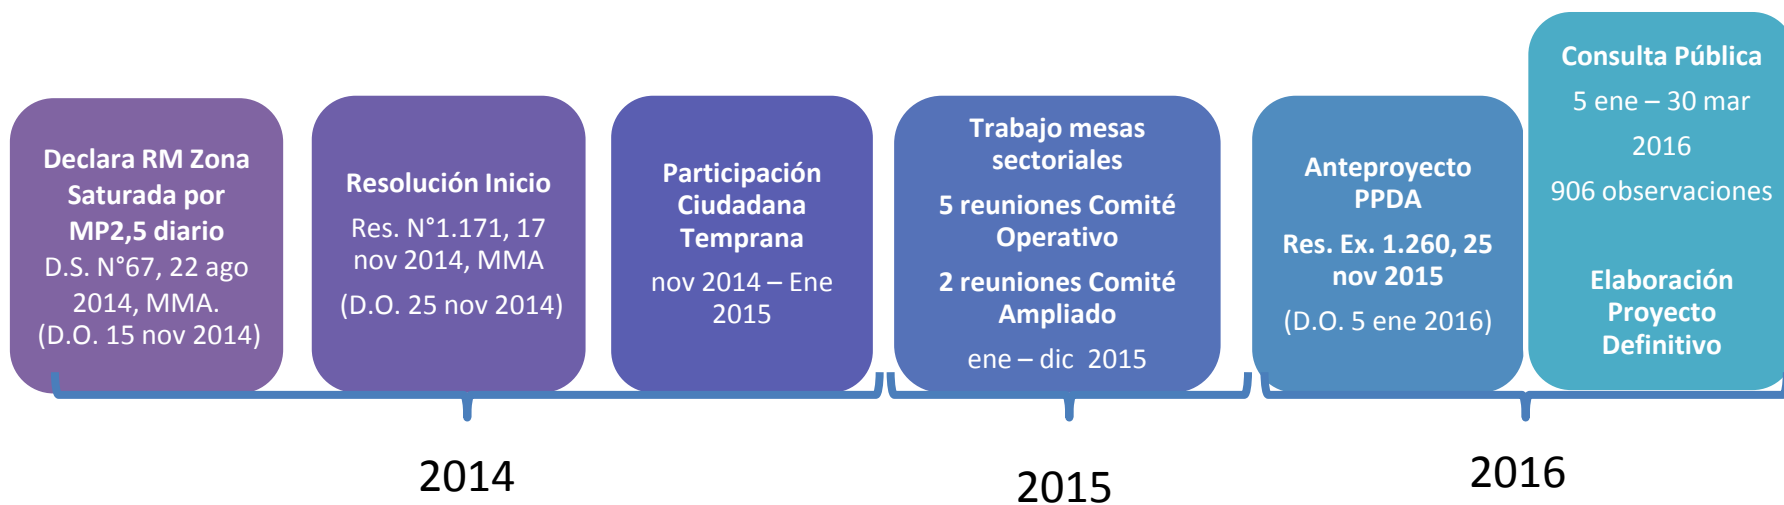 Declara RM Zona
Saturada por
MP2,5 diario
D.S. N°67, 22 ago
2014, MMA.
(D.O. 15 nov 2014)
Resolución Inicio
Res. N°1.171, 17
nov 2014, MMA
(D.O. 25 nov 2014)
Participación
Ciudadana
Temprana
nov 2014 – Ene
2015
Trabajo mesas
sectoriales
5 reuniones Comité
Operativo
2 reuniones Comité
Ampliado
ene – dic 2015
Anteproyecto
PPDA
Res. Ex. 1.260, 25
nov 2015
(D.O. 5 ene 2016)
Consulta Pública
5 ene – 30 mar
2016
906 observaciones
Elaboración
Proyecto
Definitivo
2014
2015
2016